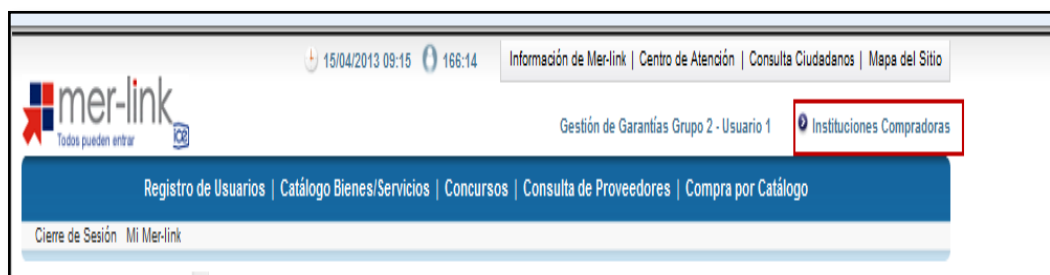 15/04/2013 09:15 166:14 Información de Mer-link | Centro de Atención | Consulta Ciudadanos | Mapa del Sitio
mer-link
Todos pueden entrar ice
Gestión de Garantías Grupo 2 - Usuario 1 Instituciones Compradoras
Registro de Usuarios | Catálogo Bienes/Servicios | Concursos | Consulta de Proveedores | Compra por Catálogo
Cierre de Sesión Mi Mer-link